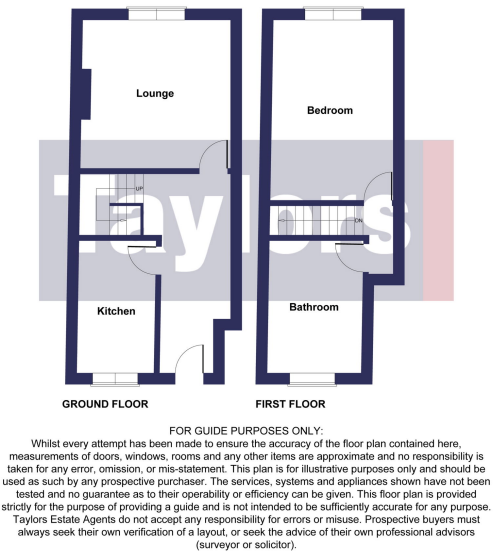 Lounge
Bedroom
UP
DN
Taylors
Kitchen
Bathroom
GROUND FLOOR
FIRST FLOOR
FOR GUIDE PURPOSES ONLY:
Whilst every attempt has been made to ensure the accuracy of the floor plan contained here,
measurements of doors, windows, rooms and any other items are approximate and no responsibility is
taken for any error, omission, or mis-statement. This plan is for illustrative purposes only and should be
used as such by any prospective purchaser. The services, systems and appliances shown have not been
tested and no guarantee as to their operability or efficiency can be given. This floor plan is provided
strictly for the purpose of providing a guide and is not intended to be sufficiently accurate for any purpose.
Taylors Estate Agents do not accept any responsibility for errors or misuse. Prospective buyers must
always seek their own verification of a layout, or seek the advice of their own professional advisors
(surveyor or solicitor).